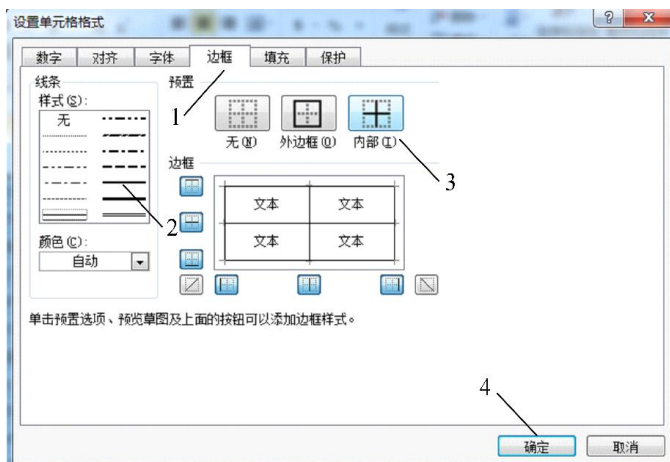 设置单元格格式
数字 对齐 字体 边框 填充 保护
线条
样式(S):
无
预置
1
无(N) 外边框(O) 内部(I)
3
边框
2
文本 文本
文本 文本
颜色(C):
自动
单击预置选项、预览草图及上面的按钮可以添加边框样式。
4
确定 取消